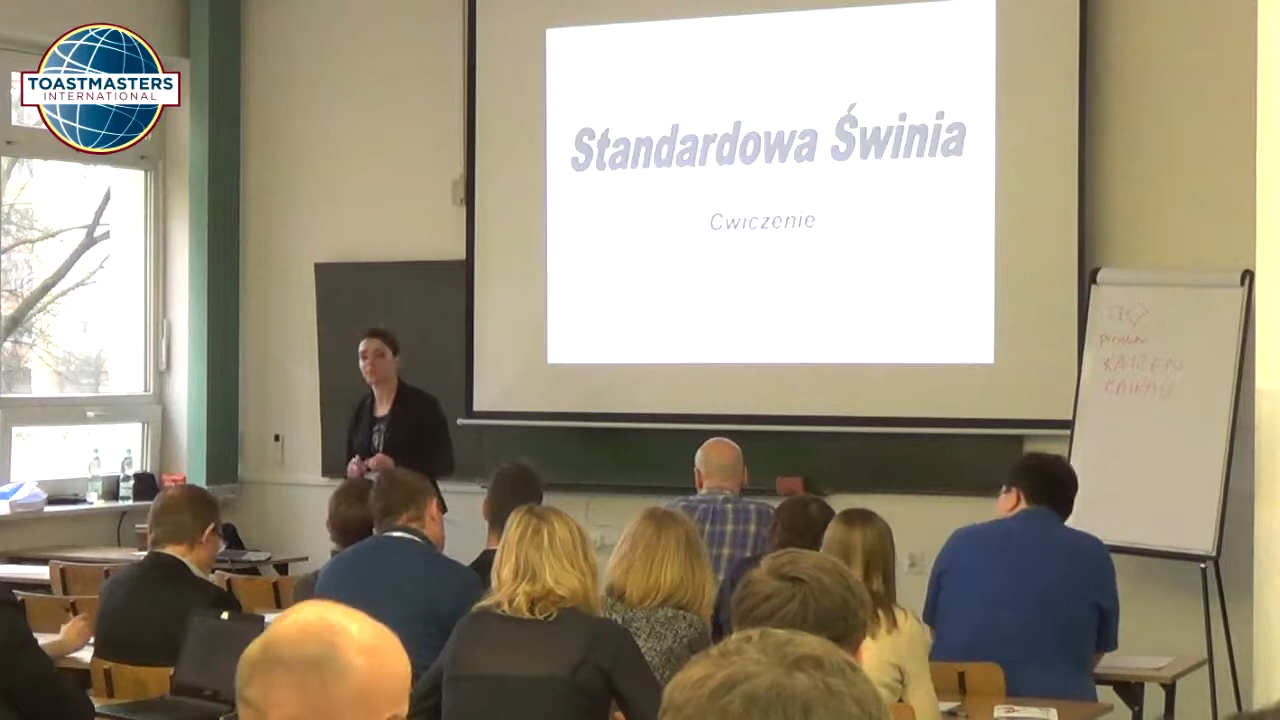 TOASTMASTERS
INTERNATIONAL
Standardowa Świnia
Cwiczenie
KAIZEN